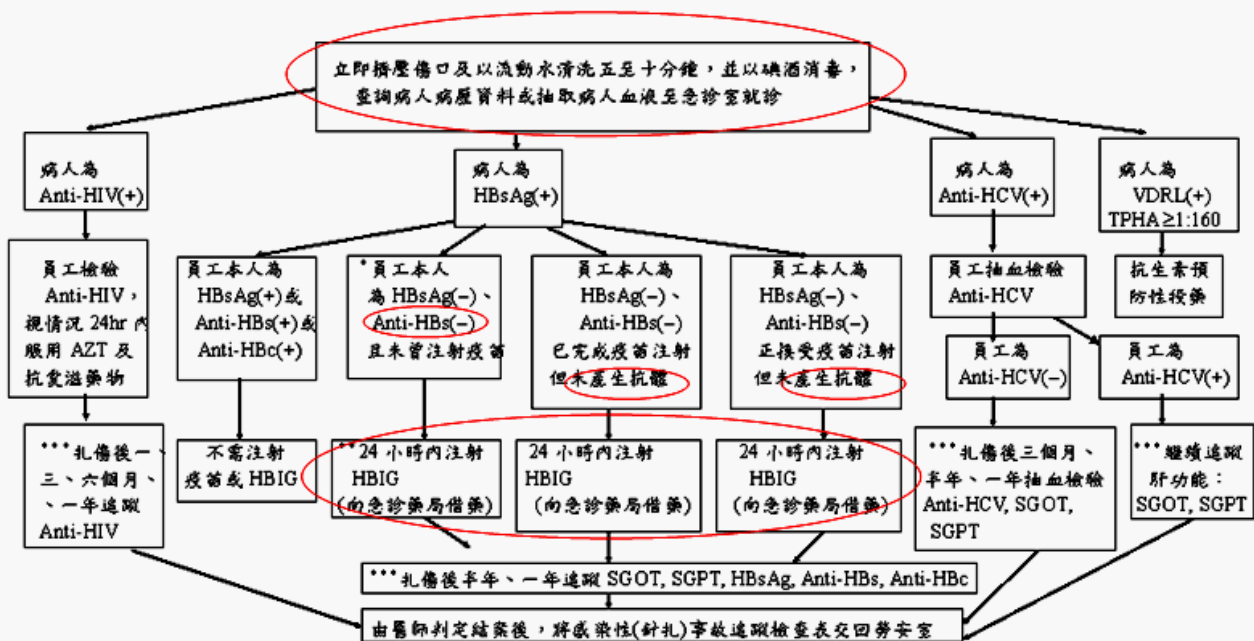 立即擠壓傷口及以流動水清洗五至十分鐘，並以碘酒消毒，
查詢病人病歷資料或抽取病人血液至急診室就診
病人為
Anti-HIV(+)
病人為
HBsAg(+)
病人為
Anti-HCV(+)
病人為
VDRL(+)
TPHA≥1:160
員工檢驗
Anti-HIV，
視情況 24hr 內
服用 AZT 及
抗愛滋藥物
員工本人為
HBsAg(+)或
Anti-HBs(+)或
Anti-HBc(+)
*員工本人
為 HBsAg(–)、
Anti-HBs(–)
且未曾注射疫苗
員工本人為
HBsAg(–)、
Anti-HBs(–)
已完成疫苗注射
但未產生抗體
員工本人為
HBsAg(–)、
Anti-HBs(–)
正接受疫苗注射
但未產生抗體
員工抽血檢驗
Anti-HCV
抗生素預
防性投藥
員工為
Anti-HCV(–)
員工為
Anti-HCV(+)
***扎傷後一、
三、六個月、
、一年追蹤
Anti-HIV
不需注射
疫苗或 HBIG
**24 小時內注射
HBIG
(向急診藥局借藥)
24 小時內注射
HBIG
(向急診藥局借藥)
24 小時內注射
HBIG
(向急診藥局借藥)
***扎傷後三個月、
半年、一年抽血檢驗
Anti-HCV, SGOT,
SGPT
***繼續追蹤
肝功能：
SGOT, SGPT
***扎傷後半年、一年追蹤 SGOT, SGPT, HBsAg, Anti-HBs, Anti-HBc
由醫師判定結案後，將感染性(針扎)事故追蹤檢查表交回勞安室